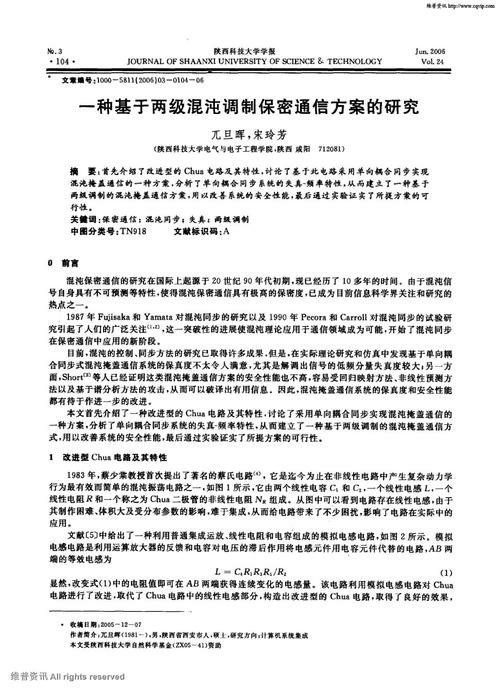 维普资讯 http://www.cqvip.com
No.3 陕西科技大学学报 Jun.2006
·104· JOURNAL OF SHAANXI UNIVERSITY OF SCIENCE & TECHNOLOGY Vol.24
* 文章编号:1000-5811(2006)03-0104-06
一种基于两级混沌调制保密通信方案的研究
亢旦晖,宋玲芳
(陕西科技大学电气与电子工程学院,陕西 咸阳 712081)
摘 要:首先介绍了改进型的 Chua 电路及其特性,讨论了基于此电路采用单向耦合同步实现
混沌掩盖通信的一种方案,分析了单向耦合同步系统的失真-频率特性,从而建立了一种基于
两级调制的混沌掩盖通信方案,用以改善系统的安全性能,最后通过实验证实了所提方案的可
行性。
关键词:保密通信;混沌同步;失真;两级调制
中图分类号:TN918 文献标识码:A
0 前言
混沌保密通信的研究在国际上起源于 20 世纪 90 年代初期,现已经历了 10 多年的时间。由于混沌信
号自身具有不可预测等特性,使得混沌保密通信具有极高的保密度,已成为目前信息科学界关注和研究的
热点之一。
1987 年 Fujisaka 和 Yamata 对混沌同步的研究以及 1990 年 Pecora 和 Carroll 对混沌同步的试验研
究引起了人们的广泛关注[1,2],这一突破性的进展使混沌理论应用于通信领域成为可能,开始了混沌同步
在保密通信中应用的新阶段。
目前,混沌的控制、同步方法的研究已取得许多成果,但是,在实际理论研究和仿真中发现基于单向耦
合同步式混沌掩盖通信系统的保真度不太令人满意,尤其是解调出信号的低频分量失真度较大;另一方
面,Short[3]等人已经证明这类混沌掩盖通信方案的安全性能也不高,容易受回归映射方法、非线性预测方
法以及基于谱分析方法的攻击,从而可以破译出有用信息。因此,混沌掩盖通信系统的保真度和安全性能
都有待于作进一步的改进。
本文首先介绍了一种改进型的 Chua 电路及其特性,讨论了采用单向耦合同步实现混沌掩盖通信的
一种方案,分析了单向耦合同步系统的失真-频率特性,从而建立了一种基于两级调制的混沌掩盖通信方
式,用以改善系统的安全性能,最后通过实验证实了所提方案的可行性。
1 改进型 Chua 电路及其特性
1983 年,蔡少棠教授首次提出了著名的蔡氏电路[4],它是迄今为止在非线性电路中产生复杂动力学
行为最有效而简单的混沌振荡电路之一,如图 1 所示,它由两个线性电容 C₁ 和 C₂,一个线性电感 L,一个
线性电阻 R 和一个称之为 Chua 二极管的非线性电阻 N_R 组成。从图中可以看到电路存在线性电感,由于
其制作困难、体积大及受分布参数的影响,难于集成,从而给电路带来了不少困扰,影响了电路在实际中的
应用。
文献[5]中给出了一种利用普通集成运放、线性电阻和电容组成的模拟电感电路,如图 2 所示。模拟
电感电路是利用运算放大器的反馈和电容对电压的滞后作用将电感元件用电容元件代替的电路,AB 两
端的等效电感为
L = C₁R₁R₂R₃/R₂ (1)
显然,改变式(1)中的电阻值即可在 AB 两端获得连续变化的电感量。该电路利用模拟电感电路对 Chua
电路进行了改进,取代了 Chua 电路中的线性电感部分,构造出改进型的 Chua 电路,取得了良好的效果,
* 收稿日期:2005-12-07
作者简介:亢旦晖(1981-),男,陕西省西安市人,硕士,研究方向:计算机系统集成
本文受陕西科技大学自然科学基金(ZX05-41)资助
维普资讯 All rights reserved